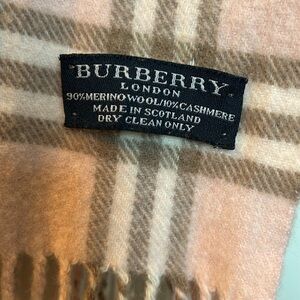 BURBERRY
LONDON
90%MERINO WOOL/10%CASHMERE
MADE IN SCOTLAND
DRY CLEAN ONLY